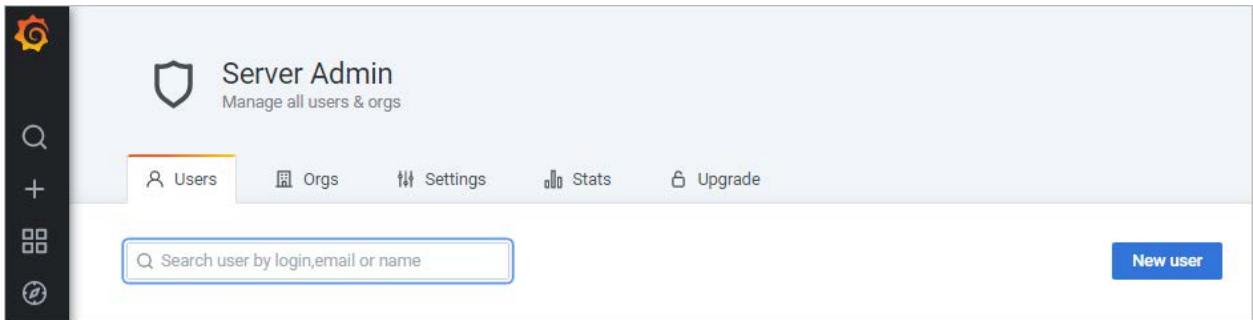 Server Admin
Manage all users & orgs
Users Orgs Settings Stats Upgrade
Search user by login,email or name New user